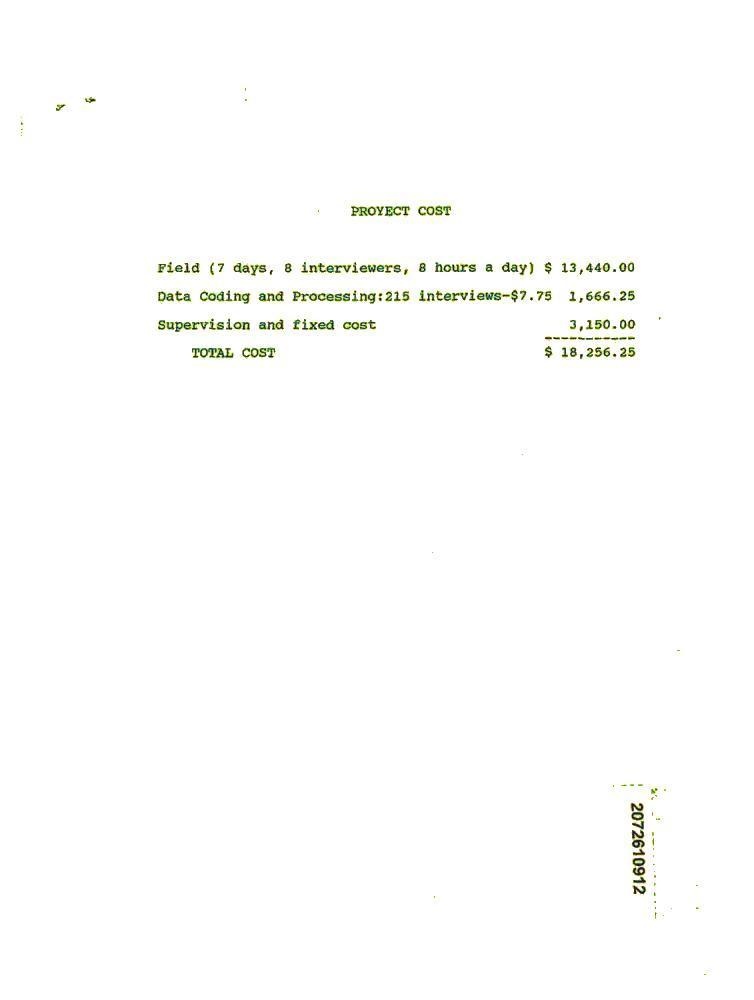 PROYECT COST
Field (7 days, 8 interviewers, 8 hours a day) $ 13,440.00
Data Coding and Processing:215 interviews-$7.75 1,666.25
Supervision and fixed cost 3,150.00
-----------
TOTAL COST $ 18,256.25
2072610912